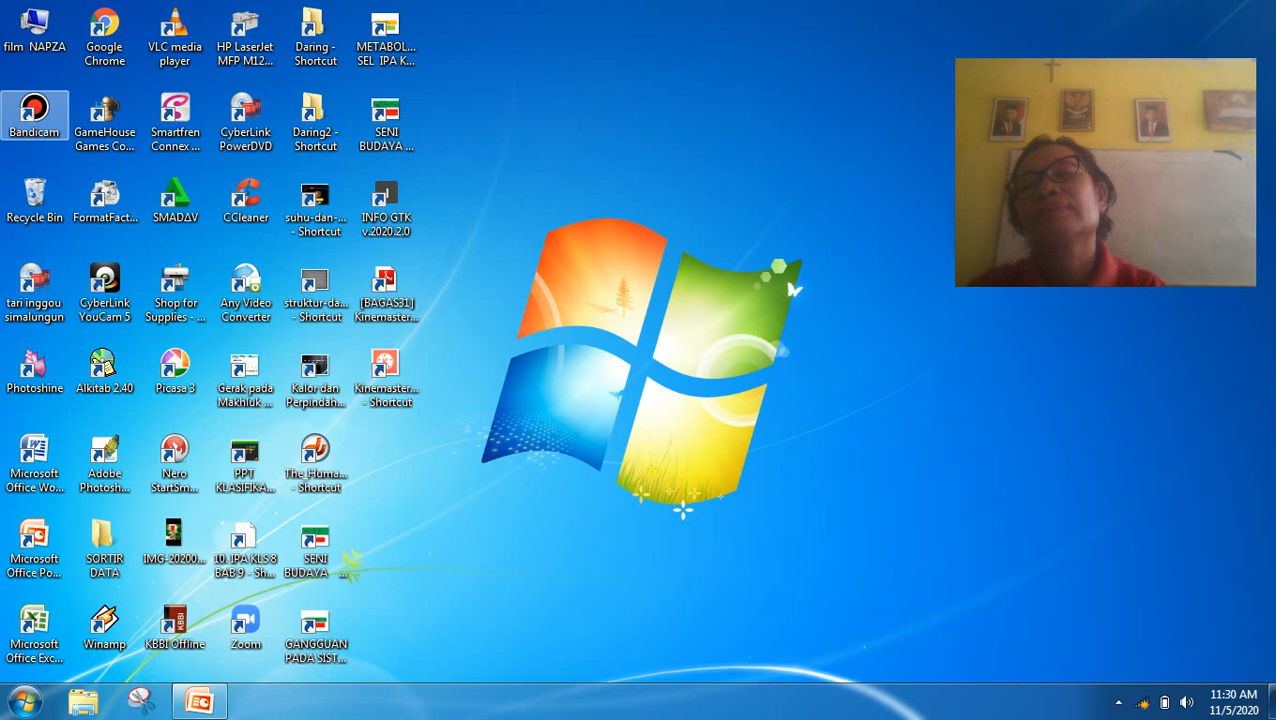 film NAPZA
Google
Chrome
VLC media
player
HP LaserJet
MFP M12...
Daring -
Shortcut
METABOL...
SEL IPA K...
Bandicam
GameHouse
Games Co...
Smartfren
Connex ...
CyberLink
PowerDVD
Daring2 -
Shortcut
SENI
BUDAYA ...
Recycle Bin
FormatFact...
SMADΔV
CCleaner
suhu-dan-...
- Shortcut
INFO GTK
v.2020.2.0
tari inggou
simalungun
CyberLink
YouCam 5
Shop for
Supplies - ...
Any Video
Converter
struktur-da...
- Shortcut
[BAGAS31]
Kinemaster...
Photoshine
Alkitab 2.40
Picasa 3
Gerak pada
Makhluk ...
Kalor dan
Perpindah...
Kinemaster...
- Shortcut
Microsoft
Office Wo...
Adobe
Photosh...
Nero
StartSm...
PPT
KLASIFIKA...
The_Huma...
- Shortcut
Microsoft
Office Po...
SORTIR
DATA
IMG-20200...
10. IPA KLS 8
BAB 9 - Sh...
SENI
BUDAYA - ...
Microsoft
Office Exc...
Winamp
KBBI Offline
Zoom
GANGGUAN
PADA SIST...
11:30 AM
11/5/2020